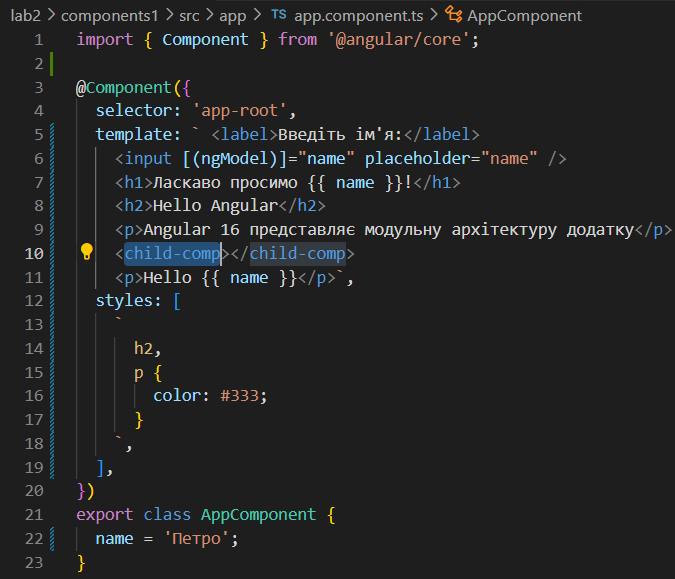 lab2 > components1 > src > app > TS app.component.ts > AppComponent
1 import { Component } from '@angular/core';
2
3 @Component({
4   selector: 'app-root',
5   template: ` <label>Введіть ім'я:</label>
6     <input [(ngModel)]="name" placeholder="name" />
7     <h1>Ласкаво просимо {{ name }}!</h1>
8     <h2>Hello Angular</h2>
9     <p>Angular 16 представляє модульну архітектуру додатку</p>
10     <child-comp></child-comp>
11     <p>Hello {{ name }}</p>`,
12   styles: [
13     `
14       h2,
15       p {
16         color: #333;
17       }
18     `,
19   ],
20 })
21 export class AppComponent {
22   name = 'Петро';
23 }